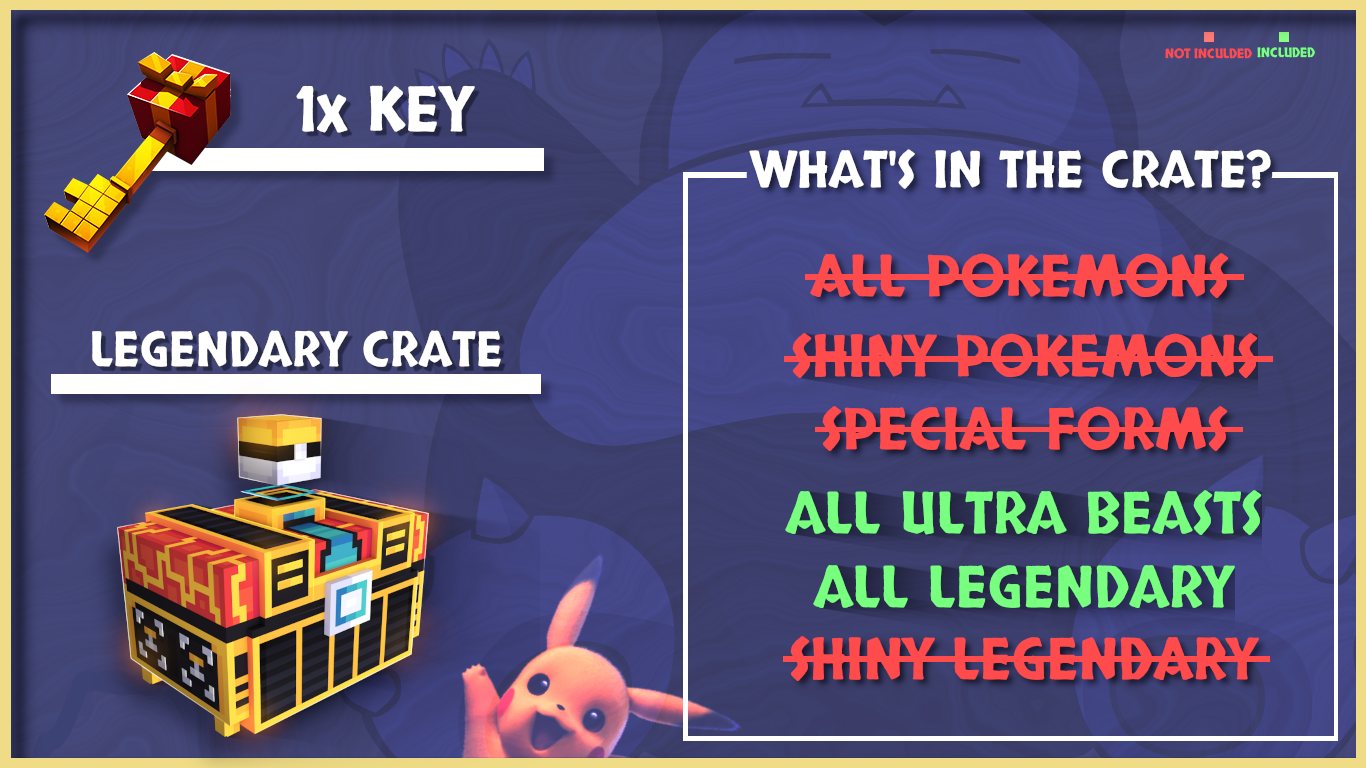 1x KEY
LEGENDARY CRATE
NOT INCULDED INCLUDED
WHAT'S IN THE CRATE?
ALL POKEMONS
SHINY POKEMONS
SPECIAL FORMS
ALL ULTRA BEASTS
ALL LEGENDARY
SHINY LEGENDARY